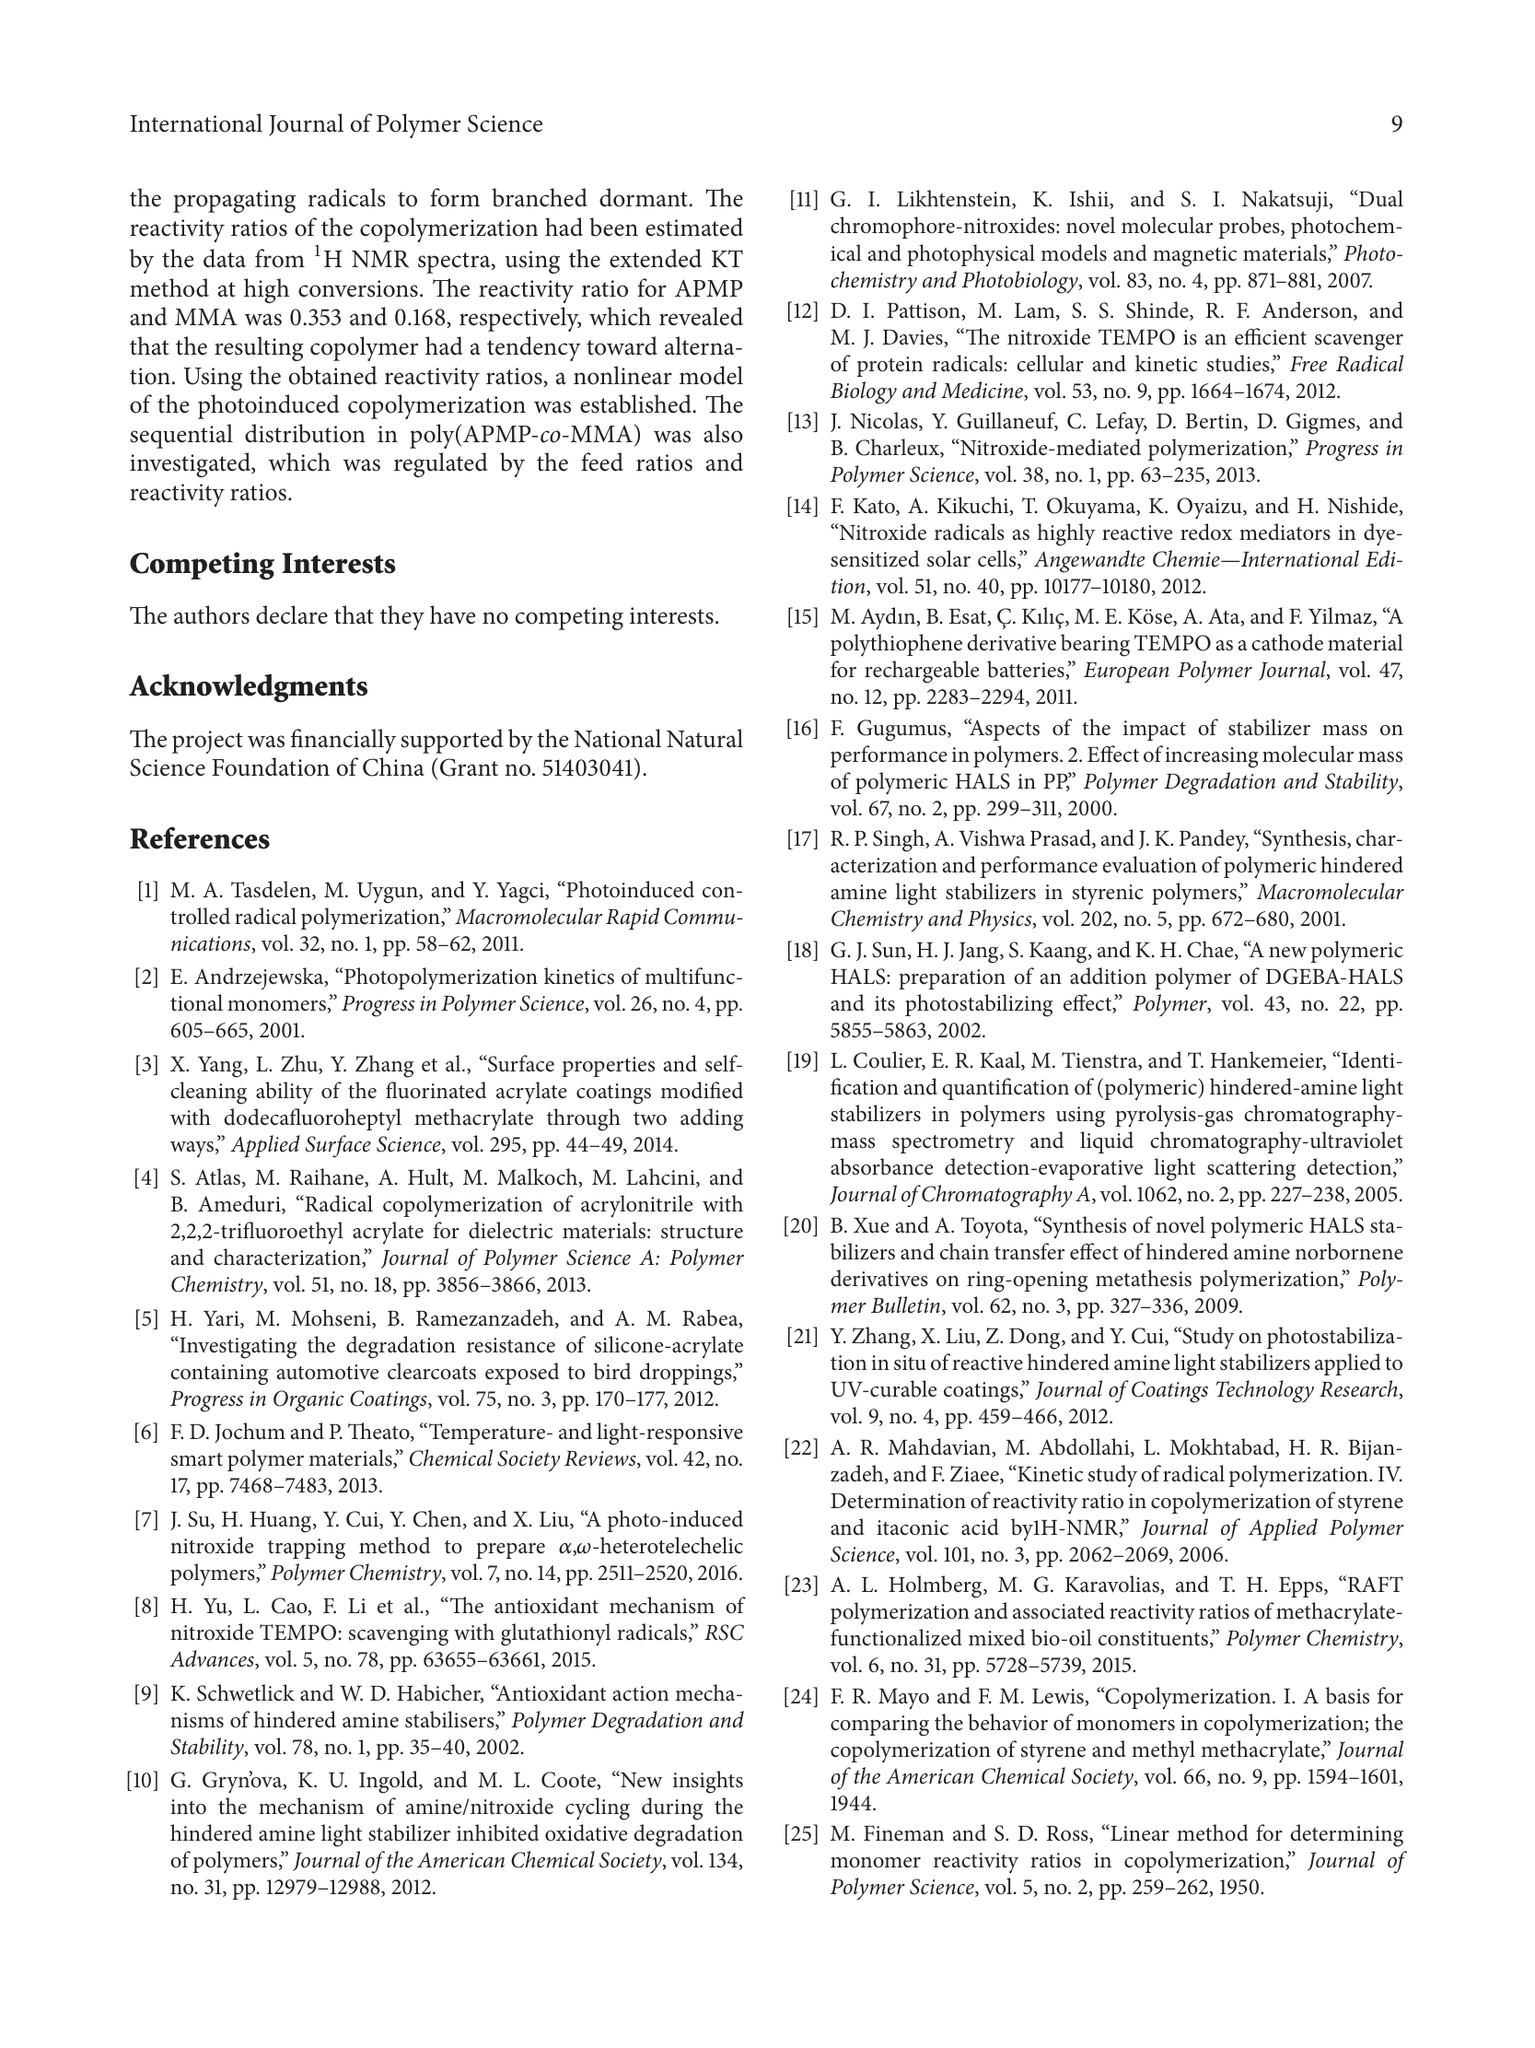 International Journal of Polymer Science
9
the propagating radicals to form branched dormant. The
reactivity ratios of the copolymerization had been estimated
by the data from ¹H NMR spectra, using the extended KT
method at high conversions. The reactivity ratio for APMP
and MMA was 0.353 and 0.168, respectively, which revealed
that the resulting copolymer had a tendency toward alterna-
tion. Using the obtained reactivity ratios, a nonlinear model
of the photoinduced copolymerization was established. The
sequential distribution in poly(APMP-co-MMA) was also
investigated, which was regulated by the feed ratios and
reactivity ratios.
Competing Interests
The authors declare that they have no competing interests.
Acknowledgments
The project was financially supported by the National Natural
Science Foundation of China (Grant no. 51403041).
References
[1] M. A. Tasdelen, M. Uygun, and Y. Yagci, “Photoinduced con-
trolled radical polymerization,” Macromolecular Rapid Commu-
nications, vol. 32, no. 1, pp. 58–62, 2011.
[2] E. Andrzejewska, “Photopolymerization kinetics of multifunc-
tional monomers,” Progress in Polymer Science, vol. 26, no. 4, pp.
605–665, 2001.
[3] X. Yang, L. Zhu, Y. Zhang et al., “Surface properties and self-
cleaning ability of the fluorinated acrylate coatings modified
with dodecafluoroheptyl methacrylate through two adding
ways,” Applied Surface Science, vol. 295, pp. 44–49, 2014.
[4] S. Atlas, M. Raihane, A. Hult, M. Malkoch, M. Lahcini, and
B. Ameduri, “Radical copolymerization of acrylonitrile with
2,2,2-trifluoroethyl acrylate for dielectric materials: structure
and characterization,” Journal of Polymer Science A: Polymer
Chemistry, vol. 51, no. 18, pp. 3856–3866, 2013.
[5] H. Yari, M. Mohseni, B. Ramezanzadeh, and A. M. Rabea,
“Investigating the degradation resistance of silicone-acrylate
containing automotive clearcoats exposed to bird droppings,”
Progress in Organic Coatings, vol. 75, no. 3, pp. 170–177, 2012.
[6] F. D. Jochum and P. Theato, “Temperature- and light-responsive
smart polymer materials,” Chemical Society Reviews, vol. 42, no.
17, pp. 7468–7483, 2013.
[7] J. Su, H. Huang, Y. Cui, Y. Chen, and X. Liu, “A photo-induced
nitroxide trapping method to prepare α,ω-heterotelechelic
polymers,” Polymer Chemistry, vol. 7, no. 14, pp. 2511–2520, 2016.
[8] H. Yu, L. Cao, F. Li et al., “The antioxidant mechanism of
nitroxide TEMPO: scavenging with glutathionyl radicals,” RSC
Advances, vol. 5, no. 78, pp. 63655–63661, 2015.
[9] K. Schwetlick and W. D. Habicher, “Antioxidant action mecha-
nisms of hindered amine stabilisers,” Polymer Degradation and
Stability, vol. 78, no. 1, pp. 35–40, 2002.
[10] G. Gryn’ova, K. U. Ingold, and M. L. Coote, “New insights
into the mechanism of amine/nitroxide cycling during the
hindered amine light stabilizer inhibited oxidative degradation
of polymers,” Journal of the American Chemical Society, vol. 134,
no. 31, pp. 12979–12988, 2012.
[11] G. I. Likhtenstein, K. Ishii, and S. I. Nakatsuji, “Dual
chromophore-nitroxides: novel molecular probes, photochem-
ical and photophysical models and magnetic materials,” Photo-
chemistry and Photobiology, vol. 83, no. 4, pp. 871–881, 2007.
[12] D. I. Pattison, M. Lam, S. S. Shinde, R. F. Anderson, and
M. J. Davies, “The nitroxide TEMPO is an efficient scavenger
of protein radicals: cellular and kinetic studies,” Free Radical
Biology and Medicine, vol. 53, no. 9, pp. 1664–1674, 2012.
[13] J. Nicolas, Y. Guillaneuf, C. Lefay, D. Bertin, D. Gigmes, and
B. Charleux, “Nitroxide-mediated polymerization,” Progress in
Polymer Science, vol. 38, no. 1, pp. 63–235, 2013.
[14] F. Kato, A. Kikuchi, T. Okuyama, K. Oyaizu, and H. Nishide,
“Nitroxide radicals as highly reactive redox mediators in dye-
sensitized solar cells,” Angewandte Chemie—International Edi-
tion, vol. 51, no. 40, pp. 10177–10180, 2012.
[15] M. Aydın, B. Esat, Ç. Kılıç, M. E. Köse, A. Ata, and F. Yilmaz, “A
polythiophene derivative bearing TEMPO as a cathode material
for rechargeable batteries,” European Polymer Journal, vol. 47,
no. 12, pp. 2283–2294, 2011.
[16] F. Gugumus, “Aspects of the impact of stabilizer mass on
performance in polymers. 2. Effect of increasing molecular mass
of polymeric HALS in PP,” Polymer Degradation and Stability,
vol. 67, no. 2, pp. 299–311, 2000.
[17] R. P. Singh, A. Vishwa Prasad, and J. K. Pandey, “Synthesis, char-
acterization and performance evaluation of polymeric hindered
amine light stabilizers in styrenic polymers,” Macromolecular
Chemistry and Physics, vol. 202, no. 5, pp. 672–680, 2001.
[18] G. J. Sun, H. J. Jang, S. Kaang, and K. H. Chae, “A new polymeric
HALS: preparation of an addition polymer of DGEBA-HALS
and its photostabilizing effect,” Polymer, vol. 43, no. 22, pp.
5855–5863, 2002.
[19] L. Coulier, E. R. Kaal, M. Tienstra, and T. Hankemeier, “Identi-
fication and quantification of (polymeric) hindered-amine light
stabilizers in polymers using pyrolysis-gas chromatography-
mass spectrometry and liquid chromatography-ultraviolet
absorbance detection-evaporative light scattering detection,”
Journal of Chromatography A, vol. 1062, no. 2, pp. 227–238, 2005.
[20] B. Xue and A. Toyota, “Synthesis of novel polymeric HALS sta-
bilizers and chain transfer effect of hindered amine norbornene
derivatives on ring-opening metathesis polymerization,” Poly-
mer Bulletin, vol. 62, no. 3, pp. 327–336, 2009.
[21] Y. Zhang, X. Liu, Z. Dong, and Y. Cui, “Study on photostabiliza-
tion in situ of reactive hindered amine light stabilizers applied to
UV-curable coatings,” Journal of Coatings Technology Research,
vol. 9, no. 4, pp. 459–466, 2012.
[22] A. R. Mahdavian, M. Abdollahi, L. Mokhtabad, H. R. Bijan-
zadeh, and F. Ziaee, “Kinetic study of radical polymerization. IV.
Determination of reactivity ratio in copolymerization of styrene
and itaconic acid by1H-NMR,” Journal of Applied Polymer
Science, vol. 101, no. 3, pp. 2062–2069, 2006.
[23] A. L. Holmberg, M. G. Karavolias, and T. H. Epps, “RAFT
polymerization and associated reactivity ratios of methacrylate-
functionalized mixed bio-oil constituents,” Polymer Chemistry,
vol. 6, no. 31, pp. 5728–5739, 2015.
[24] F. R. Mayo and F. M. Lewis, “Copolymerization. I. A basis for
comparing the behavior of monomers in copolymerization; the
copolymerization of styrene and methyl methacrylate,” Journal
of the American Chemical Society, vol. 66, no. 9, pp. 1594–1601,
1944.
[25] M. Fineman and S. D. Ross, “Linear method for determining
monomer reactivity ratios in copolymerization,” Journal of
Polymer Science, vol. 5, no. 2, pp. 259–262, 1950.